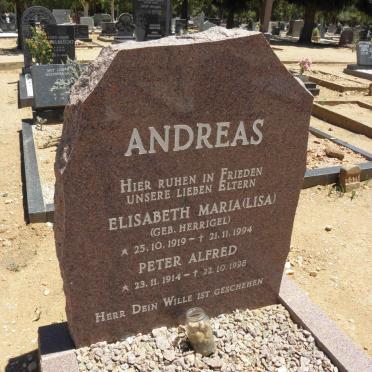 ANDREAS
HIER RUHEN IN FRIEDEN
UNSERE LIEBEN ELTERN
ELISABETH MARIA (LISA)
(GEB. HERRIGEL)
* 25.10.1919 - † 21.11.1994
PETER ALFRED
* 23.11.1914 - † 22.10.1998
HERR DEIN WILLE IST GESCHEHEN